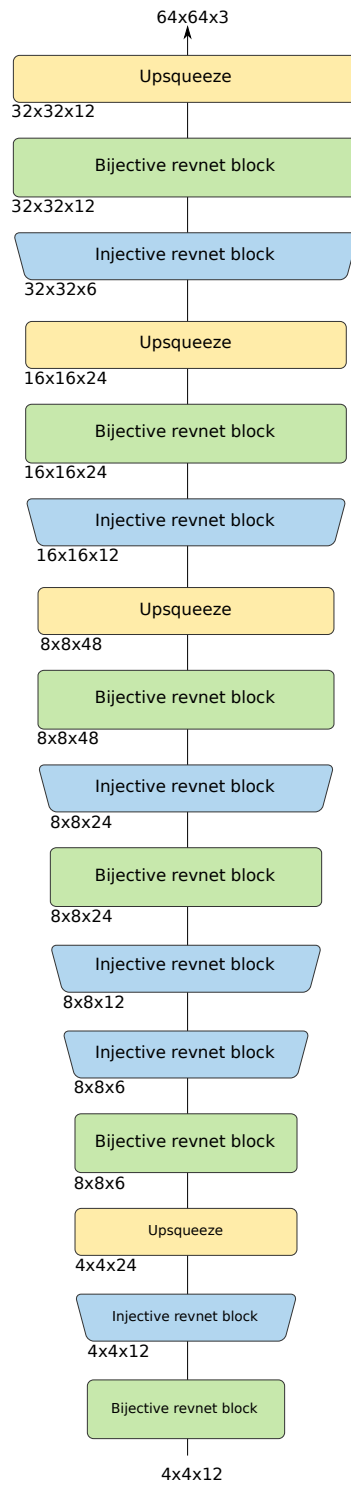 64x64x3
Upsqueeze
32x32x12
Bijective revnet block
32x32x12
Injective revnet block
32x32x6
Upsqueeze
16x16x24
Bijective revnet block
16x16x24
Injective revnet block
16x16x12
Upsqueeze
8x8x48
Bijective revnet block
8x8x48
Injective revnet block
8x8x24
Bijective revnet block
8x8x24
Injective revnet block
8x8x12
Injective revnet block
8x8x6
Bijective revnet block
8x8x6
Upsqueeze
4x4x24
Injective revnet block
4x4x12
Bijective revnet block
4x4x12